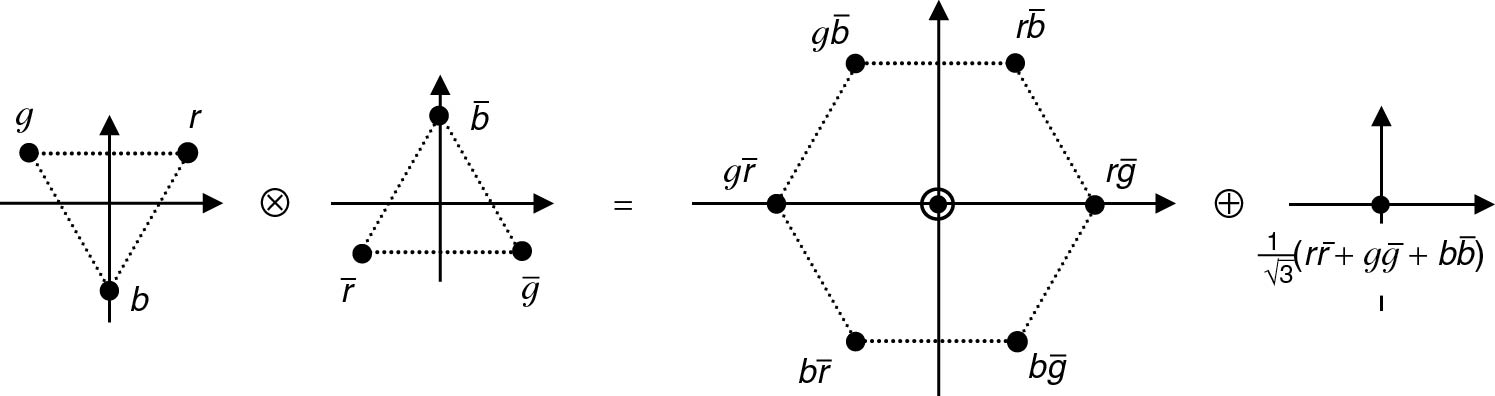 g r ⊗ b̄ = gb̄ rb̄ ⊕
b r̄ ḡ gr̄ rḡ
br̄ bḡ
1/√3(rr̄ + gḡ + bb̄)